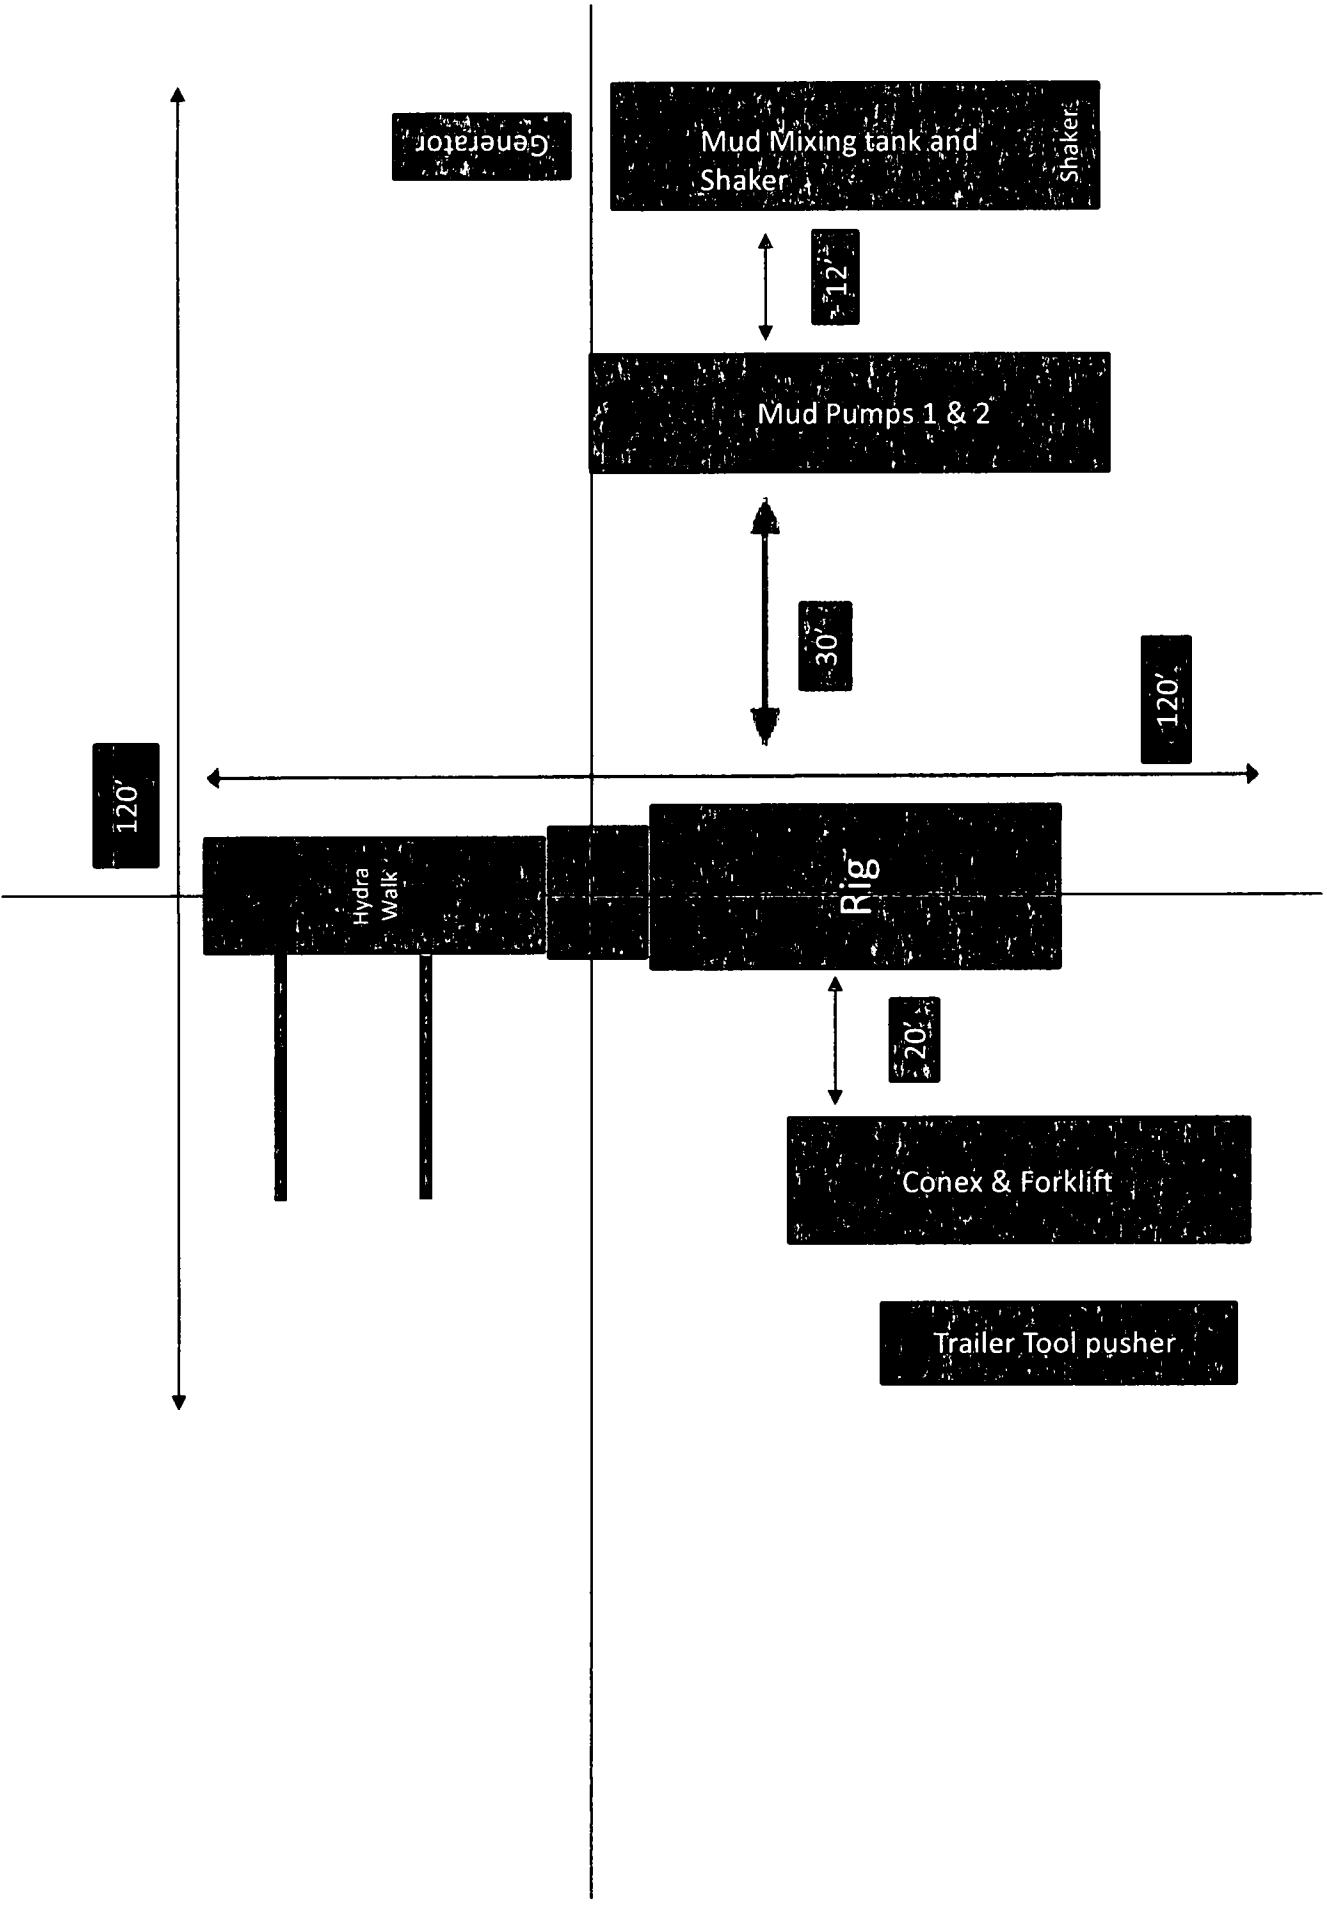 Generator
Mud Mixing tank and
Shaker
Shaker
12'
Mud Pumps 1 & 2
30'
120'
120'
Hydra
Walk
Rig
20'
Conex & Forklift
Trailer Tool pusher